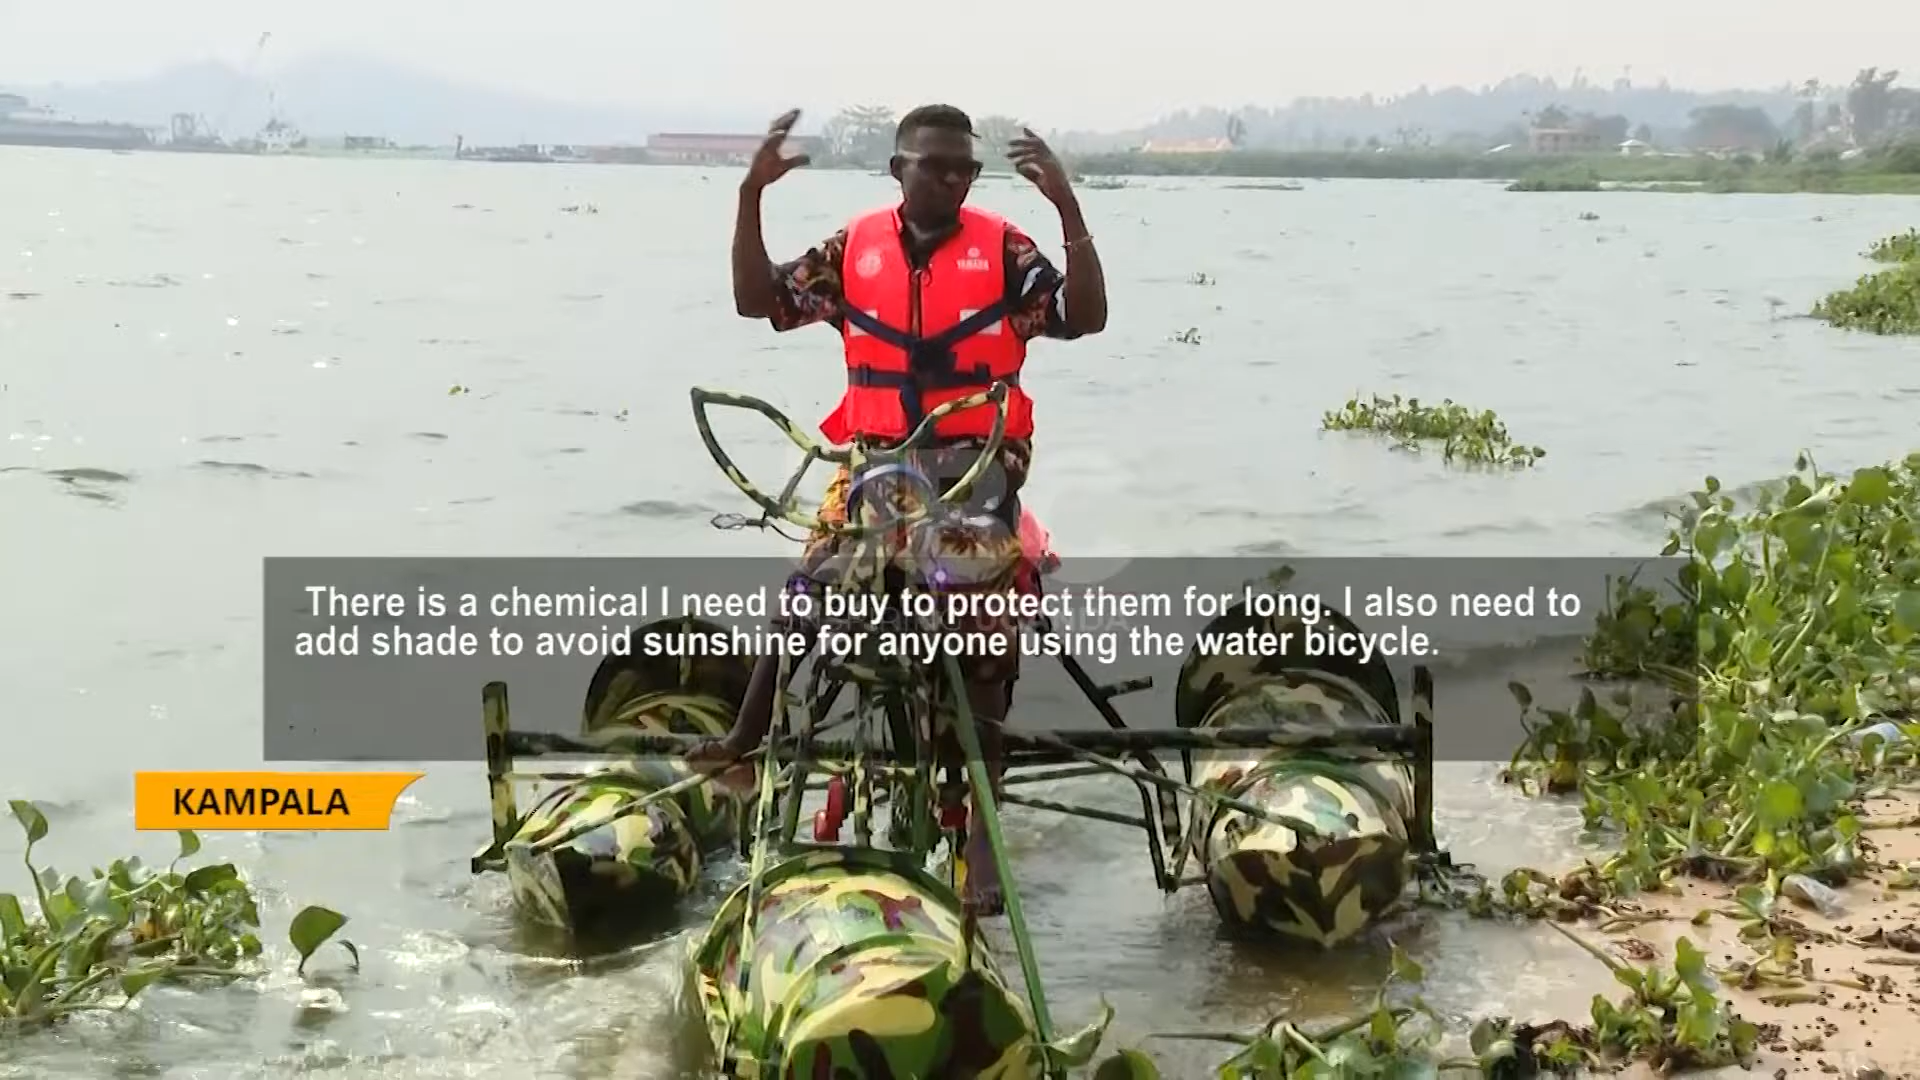 There is a chemical I need to buy to protect them for long. I also need to
add shade to avoid sunshine for anyone using the water bicycle.
KAMPALA
YAMAHA